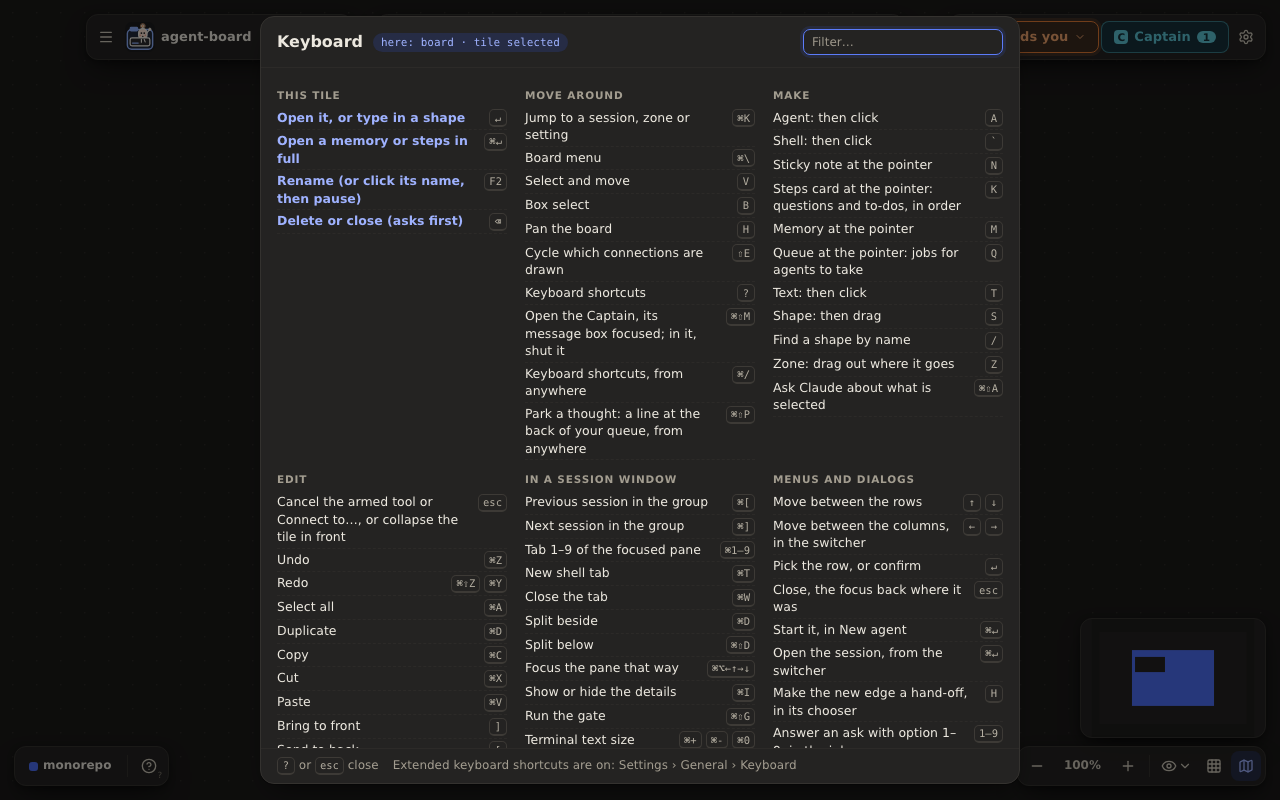 agent-board
Keyboard
here: board · tile selected
Filter…
ds you
C Captain 1
THIS TILE
Open it, or type in a shape ↵
Open a memory or steps in ⌘↵
full
Rename (or click its name, F2
then pause)
Delete or close (asks first) ⌫
MOVE AROUND
Jump to a session, zone or ⌘K
setting
Board menu ⌘\
Select and move V
Box select B
Pan the board H
Cycle which connections are ⇧E
drawn
Keyboard shortcuts ?
Open the Captain, its ⌘⇧M
message box focused; in it,
shut it
Keyboard shortcuts, from ⌘/
anywhere
Park a thought: a line at the ⌘⇧P
back of your queue, from
anywhere
MAKE
Agent: then click A
Shell: then click `
Sticky note at the pointer N
Steps card at the pointer: K
questions and to-dos, in order
Memory at the pointer M
Queue at the pointer: jobs for Q
agents to take
Text: then click T
Shape: then drag S
Find a shape by name /
Zone: drag out where it goes Z
Ask Claude about what is ⌘⇧A
selected
EDIT
Cancel the armed tool or esc
Connect to…, or collapse the
tile in front
Undo ⌘Z
Redo ⌘⇧Z ⌘Y
Select all ⌘A
Duplicate ⌘D
Copy ⌘C
Cut ⌘X
Paste ⌘V
Bring to front ]
IN A SESSION WINDOW
Previous session in the group ⌘[
Next session in the group ⌘]
Tab 1–9 of the focused pane ⌘1–9
New shell tab ⌘T
Close the tab ⌘W
Split beside ⌘D
Split below ⌘⇧D
Focus the pane that way ⌘⌥←↑→↓
Show or hide the details ⌘I
Run the gate ⌘⇧G
Terminal text size ⌘+ ⌘- ⌘0
MENUS AND DIALOGS
Move between the rows ↑ ↓
Move between the columns, ← →
in the switcher
Pick the row, or confirm ↵
Close, the focus back where it esc
was
Start it, in New agent ⌘↵
Open the session, from the ⌘↵
switcher
Make the new edge a hand-off, H
in its chooser
Answer an ask with option 1– 1–9
? or esc close Extended keyboard shortcuts are on: Settings › General › Keyboard
monorepo
?
100%